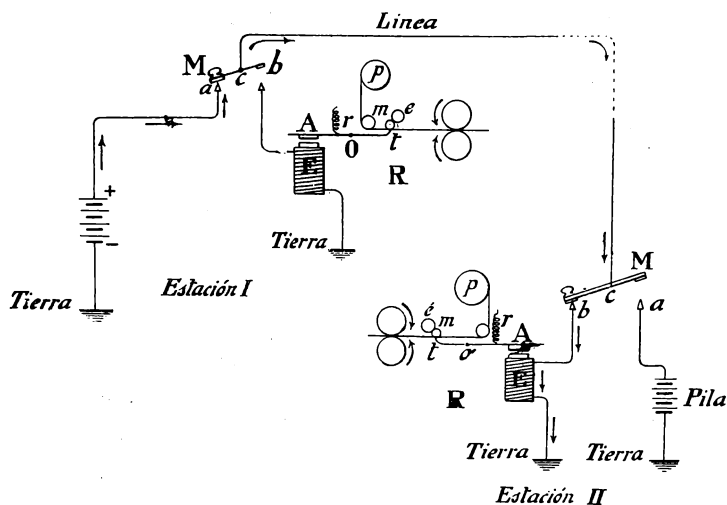 Linea
M
a
c
b
p
m
e
A
r
t
O
E
R
+
-
Tierra
Estación I
Tierra
M
c
b
a
p
é
m
r
A
t
o
E
R
Pila
Tierra
Tierra
Estación II